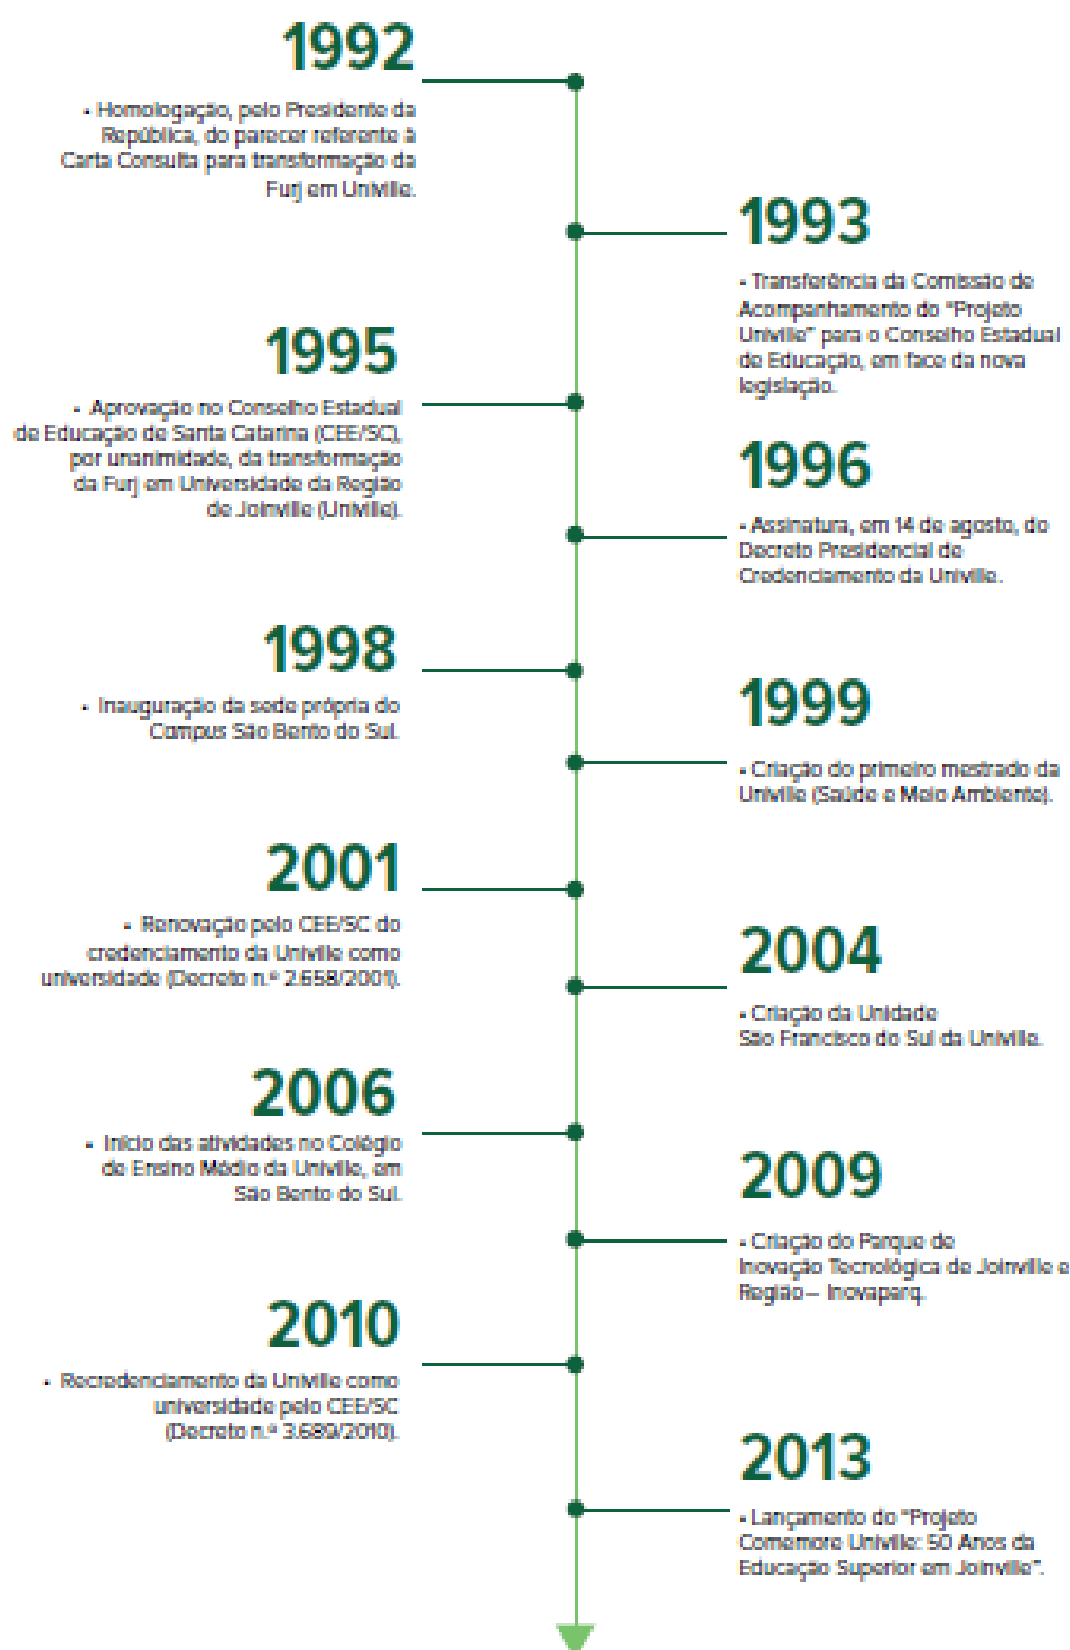 1992
• Homologação, pelo Presidente da
República, do parecer referente à
Carta Consulta para transformação da
Furj em Univille.
1993
• Transferência da Comissão de
Acompanhamento do "Projeto
Univille" para o Conselho Estadual
de Educação, em face da nova
legislação.
1995
• Aprovação no Conselho Estadual
de Educação de Santa Catarina (CEE/SC),
por unanimidade, da transformação
da Furj em Universidade da Região
de Joinville (Univille).
1996
• Assinatura, em 14 de agosto, do
Decreto Presidencial de
Credenciamento da Univille.
1998
• Inauguração da sede própria do
Campus São Bento do Sul.
1999
• Criação do primeiro mestrado da
Univille (Saúde e Meio Ambiente).
2001
• Renovação pelo CEE/SC do
credenciamento da Univille como
universidade (Decreto n.º 2.658/2001).
2004
• Criação da Unidade
São Francisco do Sul da Univille.
2006
• Início das atividades no Colégio
de Ensino Médio da Univille, em
São Bento do Sul.
2009
• Criação do Parque de
Inovação Tecnológica de Joinville e
Região – Inovaparq.
2010
• Recredenciamento da Univille como
universidade pelo CEE/SC
(Decreto n.º 3.689/2010).
2013
• Lançamento do "Projeto
Comemore Univille: 50 Anos da
Educação Superior em Joinville".